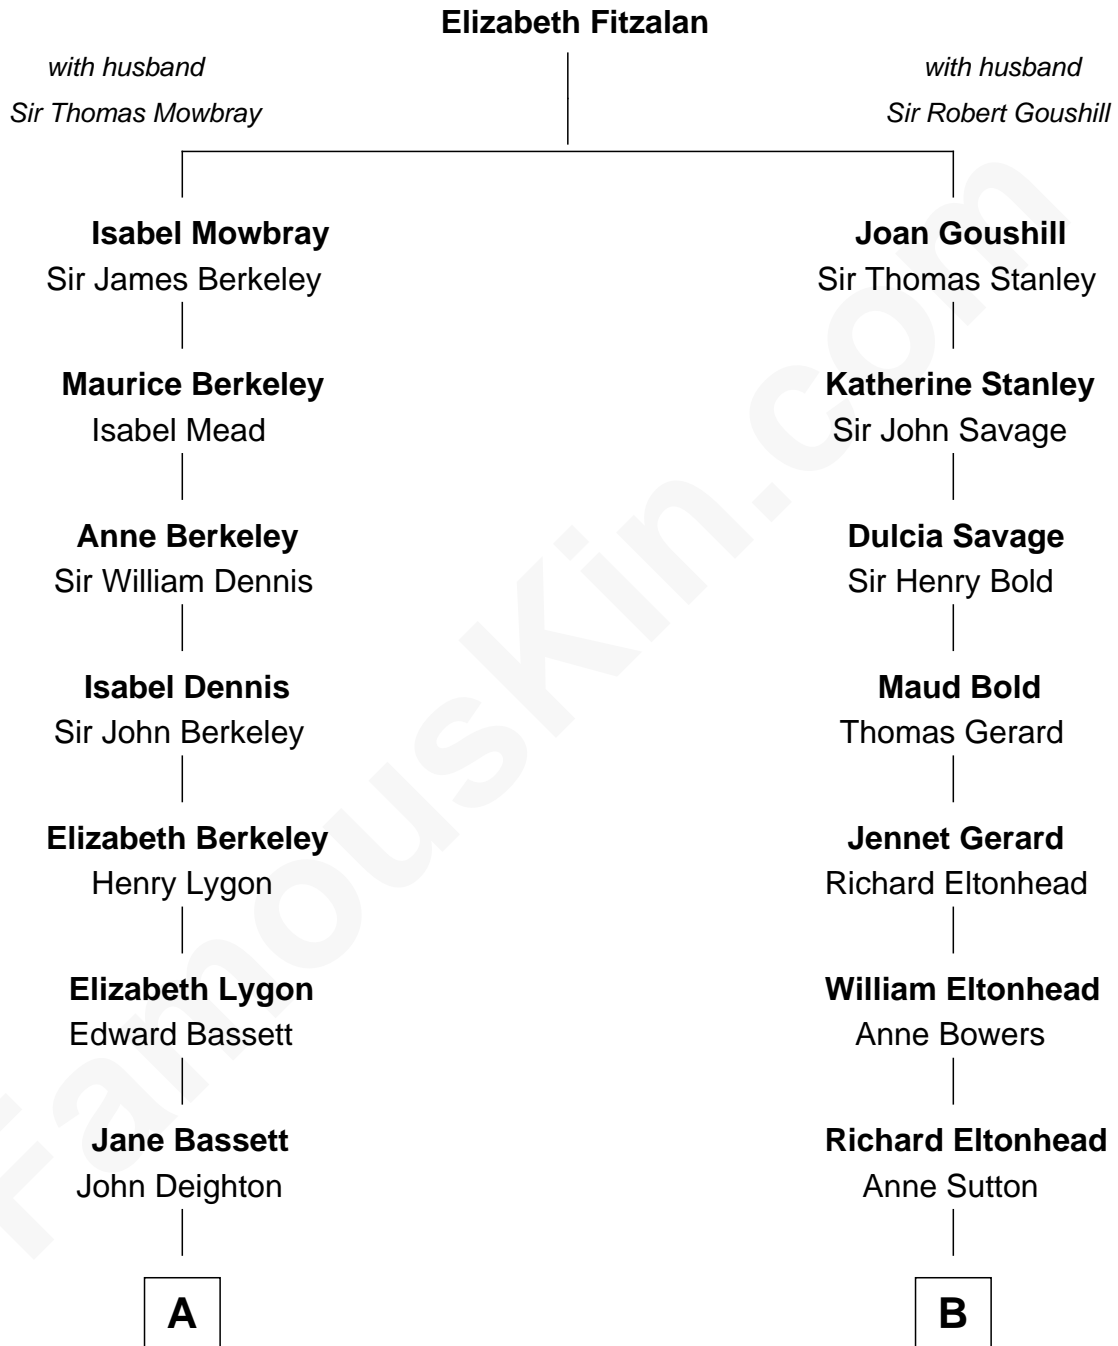 Elizabeth Fitzalan
with husband
Sir Thomas Mowbray
with husband
Sir Robert Goushill
Isabel Mowbray
Sir James Berkeley
Joan Goushill
Sir Thomas Stanley
Maurice Berkeley
Isabel Mead
Katherine Stanley
Sir John Savage
Anne Berkeley
Sir William Dennis
Dulcia Savage
Sir Henry Bold
Isabel Dennis
Sir John Berkeley
Maud Bold
Thomas Gerard
Elizabeth Berkeley
Henry Lygon
Jennet Gerard
Richard Eltonhead
Elizabeth Lygon
Edward Bassett
William Eltonhead
Anne Bowers
Jane Bassett
John Deighton
Richard Eltonhead
Anne Sutton
A
B
FamousKin.com